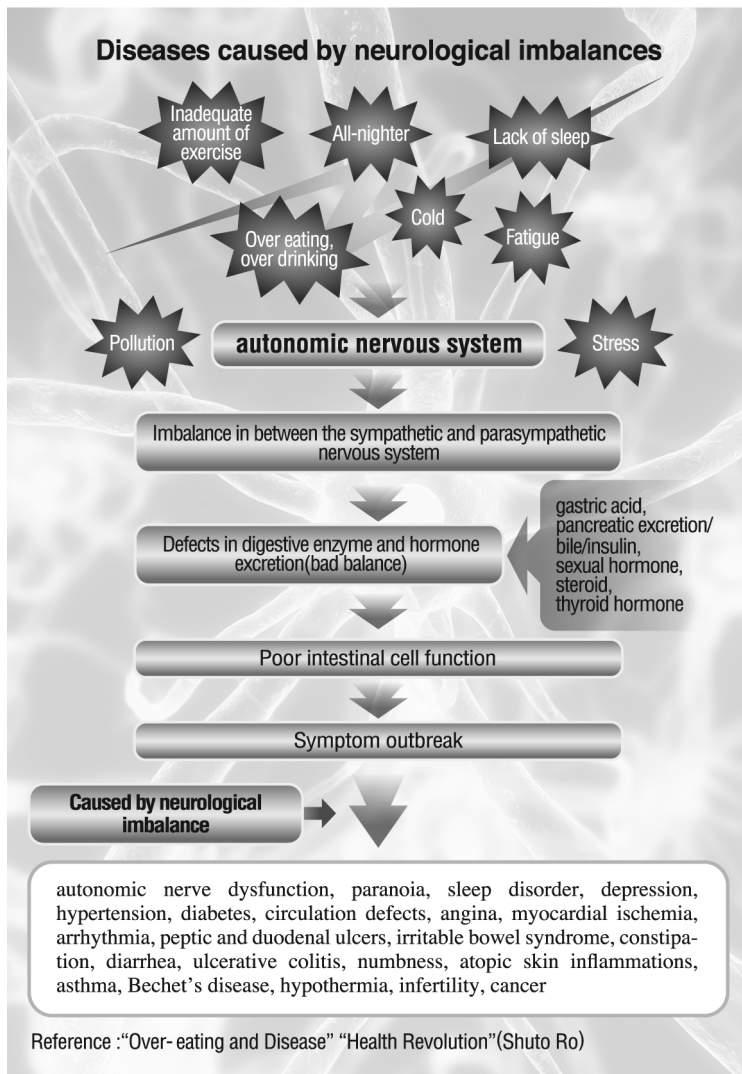 Diseases caused by neurological imbalances
Inadequate
amount of
exercise
All-nighter
Lack of sleep
Over eating,
over drinking
Cold
Fatigue
Pollution
autonomic nervous system
Stress
Imbalance in between the sympathetic and parasympathetic
nervous system
Defects in digestive enzyme and hormone
excretion(bad balance)
gastric acid,
pancreatic excretion/
bile/insulin,
sexual hormone,
steroid,
thyroid hormone
Poor intestinal cell function
Symptom outbreak
Caused by neurological
imbalance
autonomic nerve dysfunction, paranoia, sleep disorder, depression,
hypertension, diabetes, circulation defects, angina, myocardial ischemia,
arrhythmia, peptic and duodenal ulcers, irritable bowel syndrome, constipa-
tion, diarrhea, ulcerative colitis, numbness, atopic skin inflammations,
asthma, Bechet's disease, hypothermia, infertility, cancer
Reference :“Over- eating and Disease” “Health Revolution”(Shuto Ro)